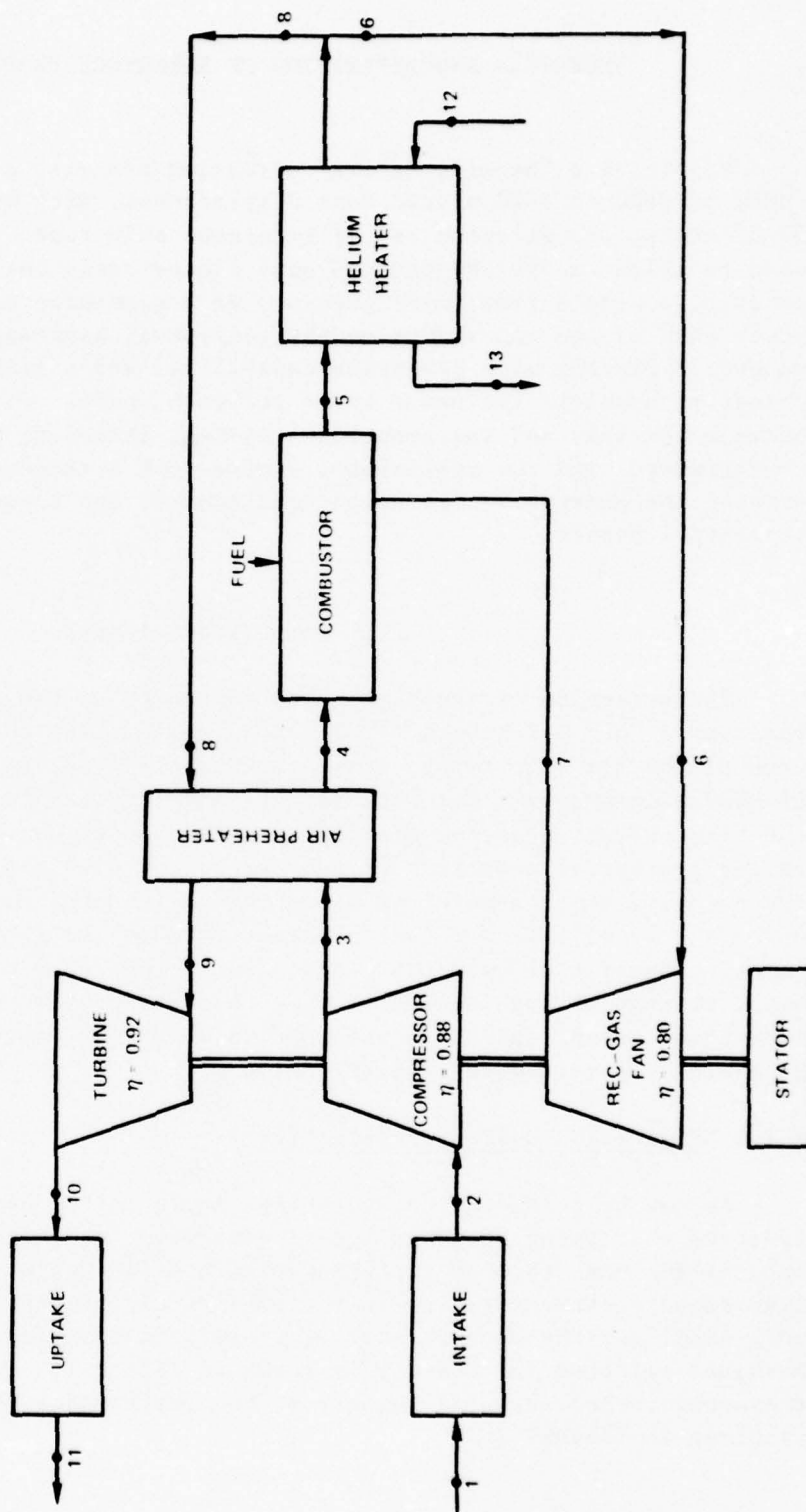 8
6
12
HELIUM
HEATER
13
5
FUEL
COMBUSTOR
8
4
7
6
AIR PREHEATER
9
3
TURBINE
η = 0.92
COMPRESSOR
η = 0.88
REC-GAS
FAN
η = 0.80
STATOR
10
2
UPTAKE
INTAKE
11
1